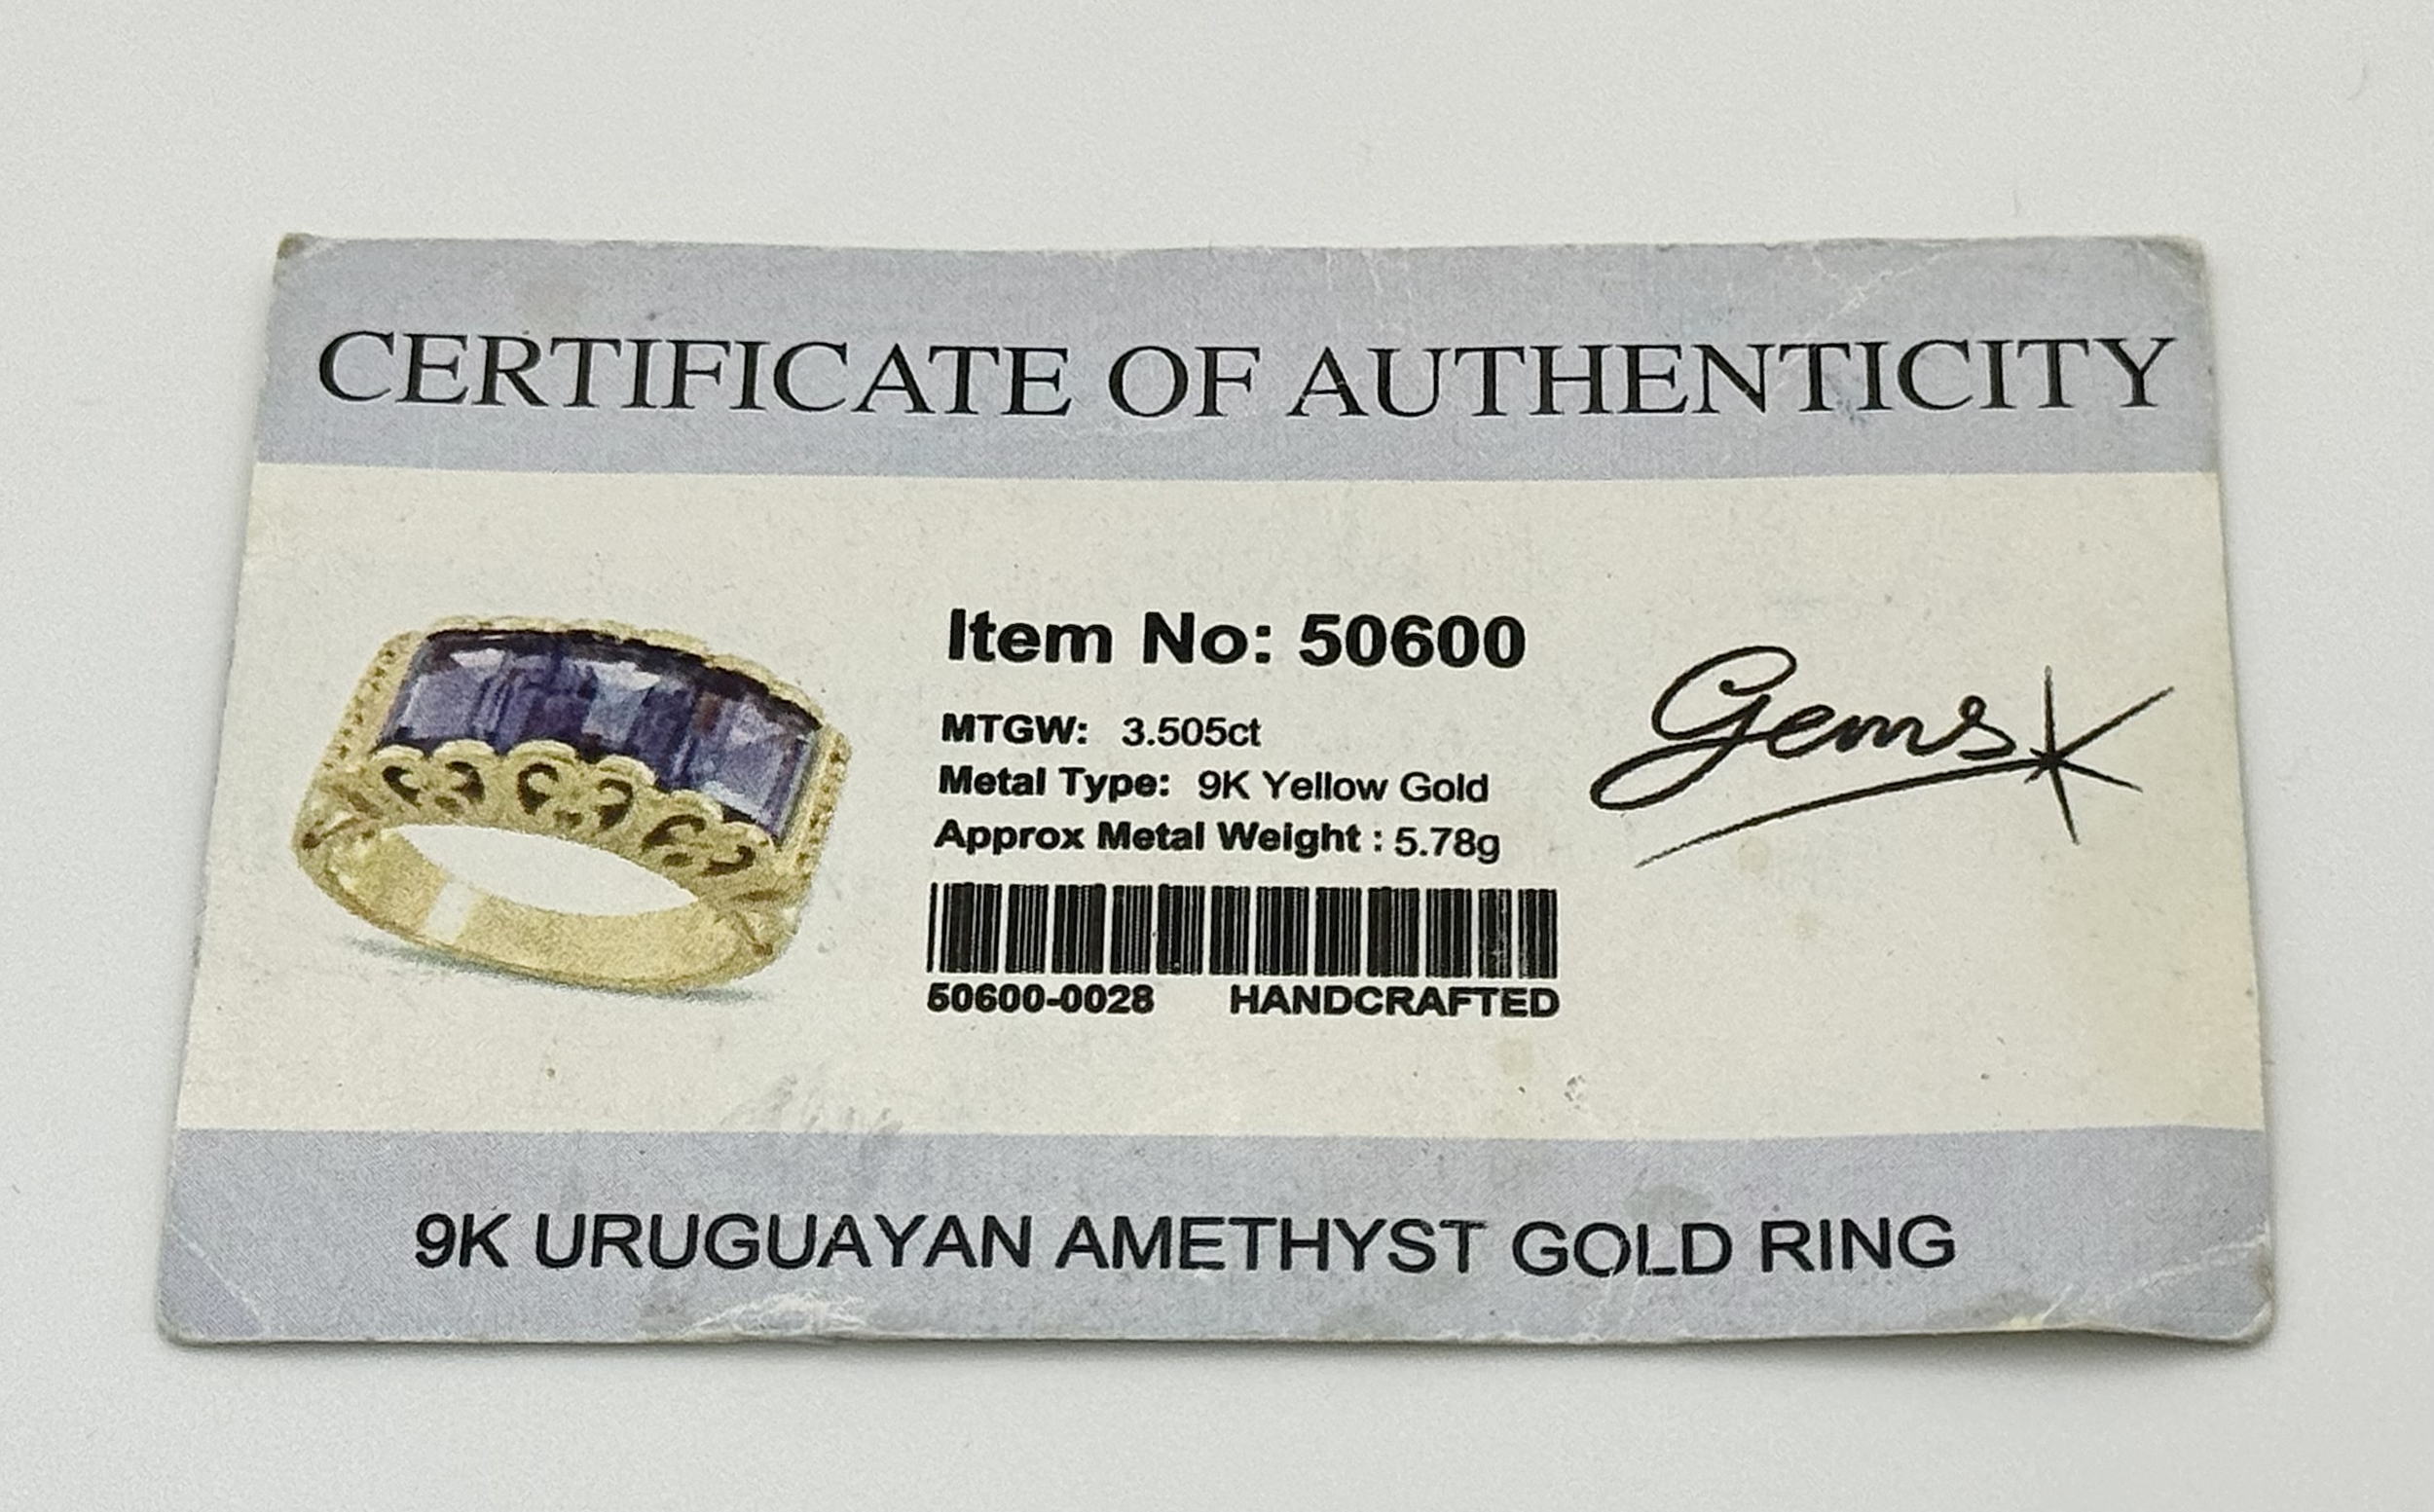 CERTIFICATE OF AUTHENTICITY
Item No: 50600
MTGW: 3.505ct
Metal Type: 9K Yellow Gold
Approx Metal Weight : 5.78g
50600-0028 HANDCRAFTED
Gems
9K URUGUAYAN AMETHYST GOLD RING